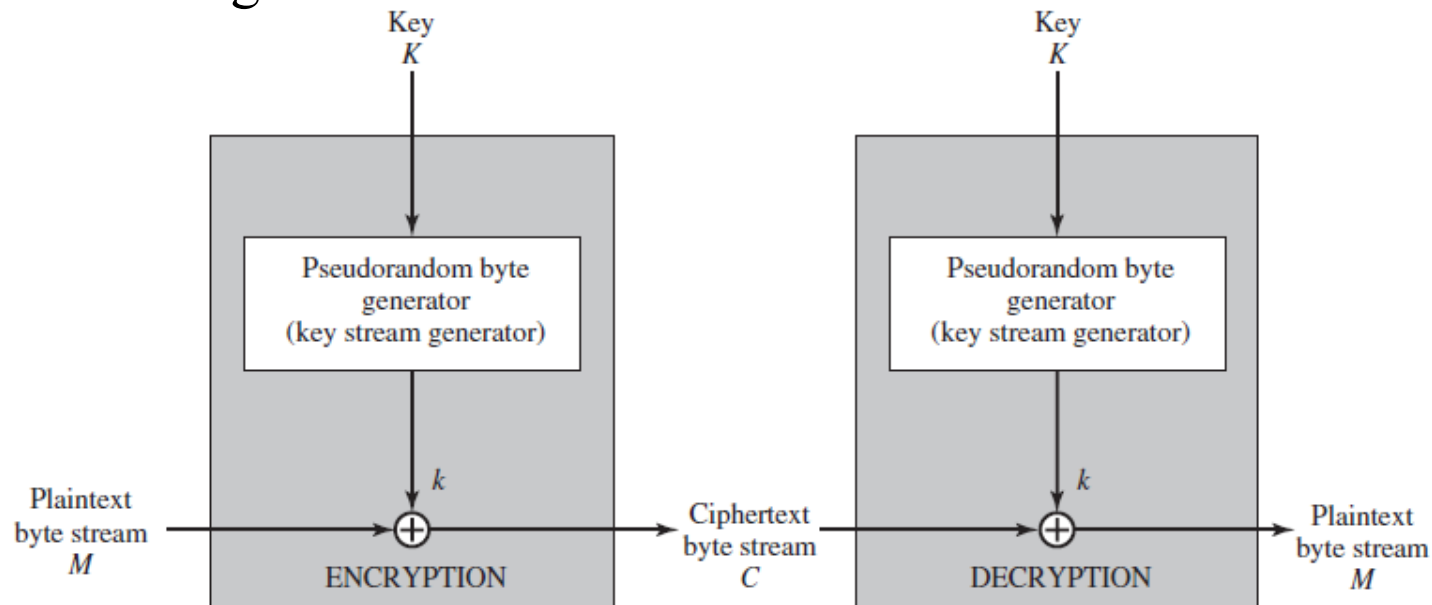 g
Key
K
Key
K
Pseudorandom byte
generator
(key stream generator)
Pseudorandom byte
generator
(key stream generator)
k
k
Plaintext
byte stream
M
ENCRYPTION
Ciphertext
byte stream
C
DECRYPTION
Plaintext
byte stream
M